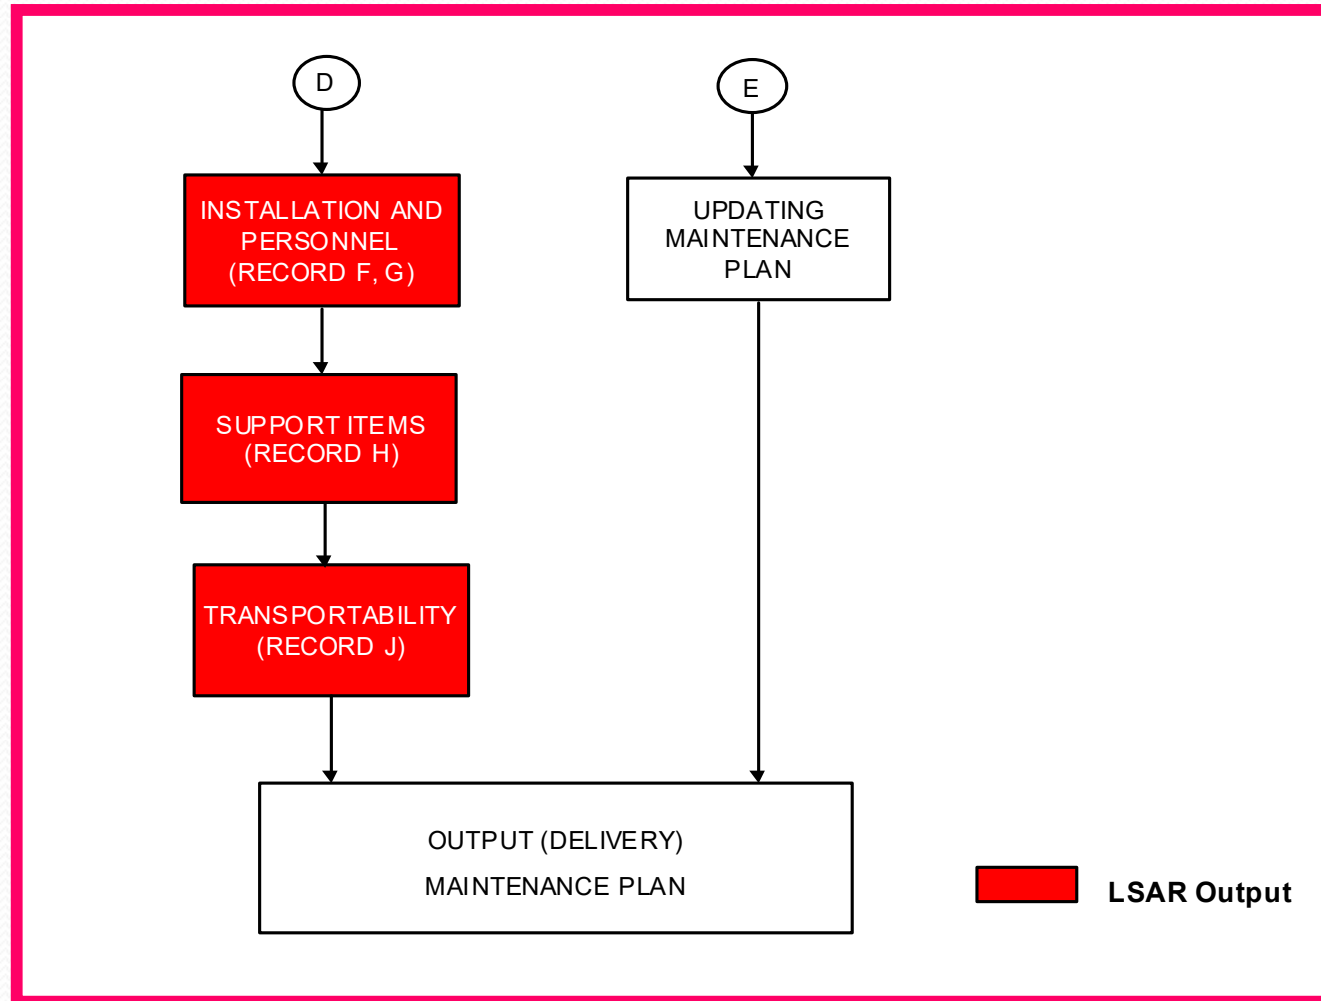 D
INSTALLATION AND
PERSONNEL
(RECORD F, G)
SUPPORT ITEMS
(RECORD H)
TRANSPORTABILITY
(RECORD J)
E
UPDATING
MAINTENANCE
PLAN
OUTPUT (DELIVERY)
MAINTENANCE PLAN
LSAR Output